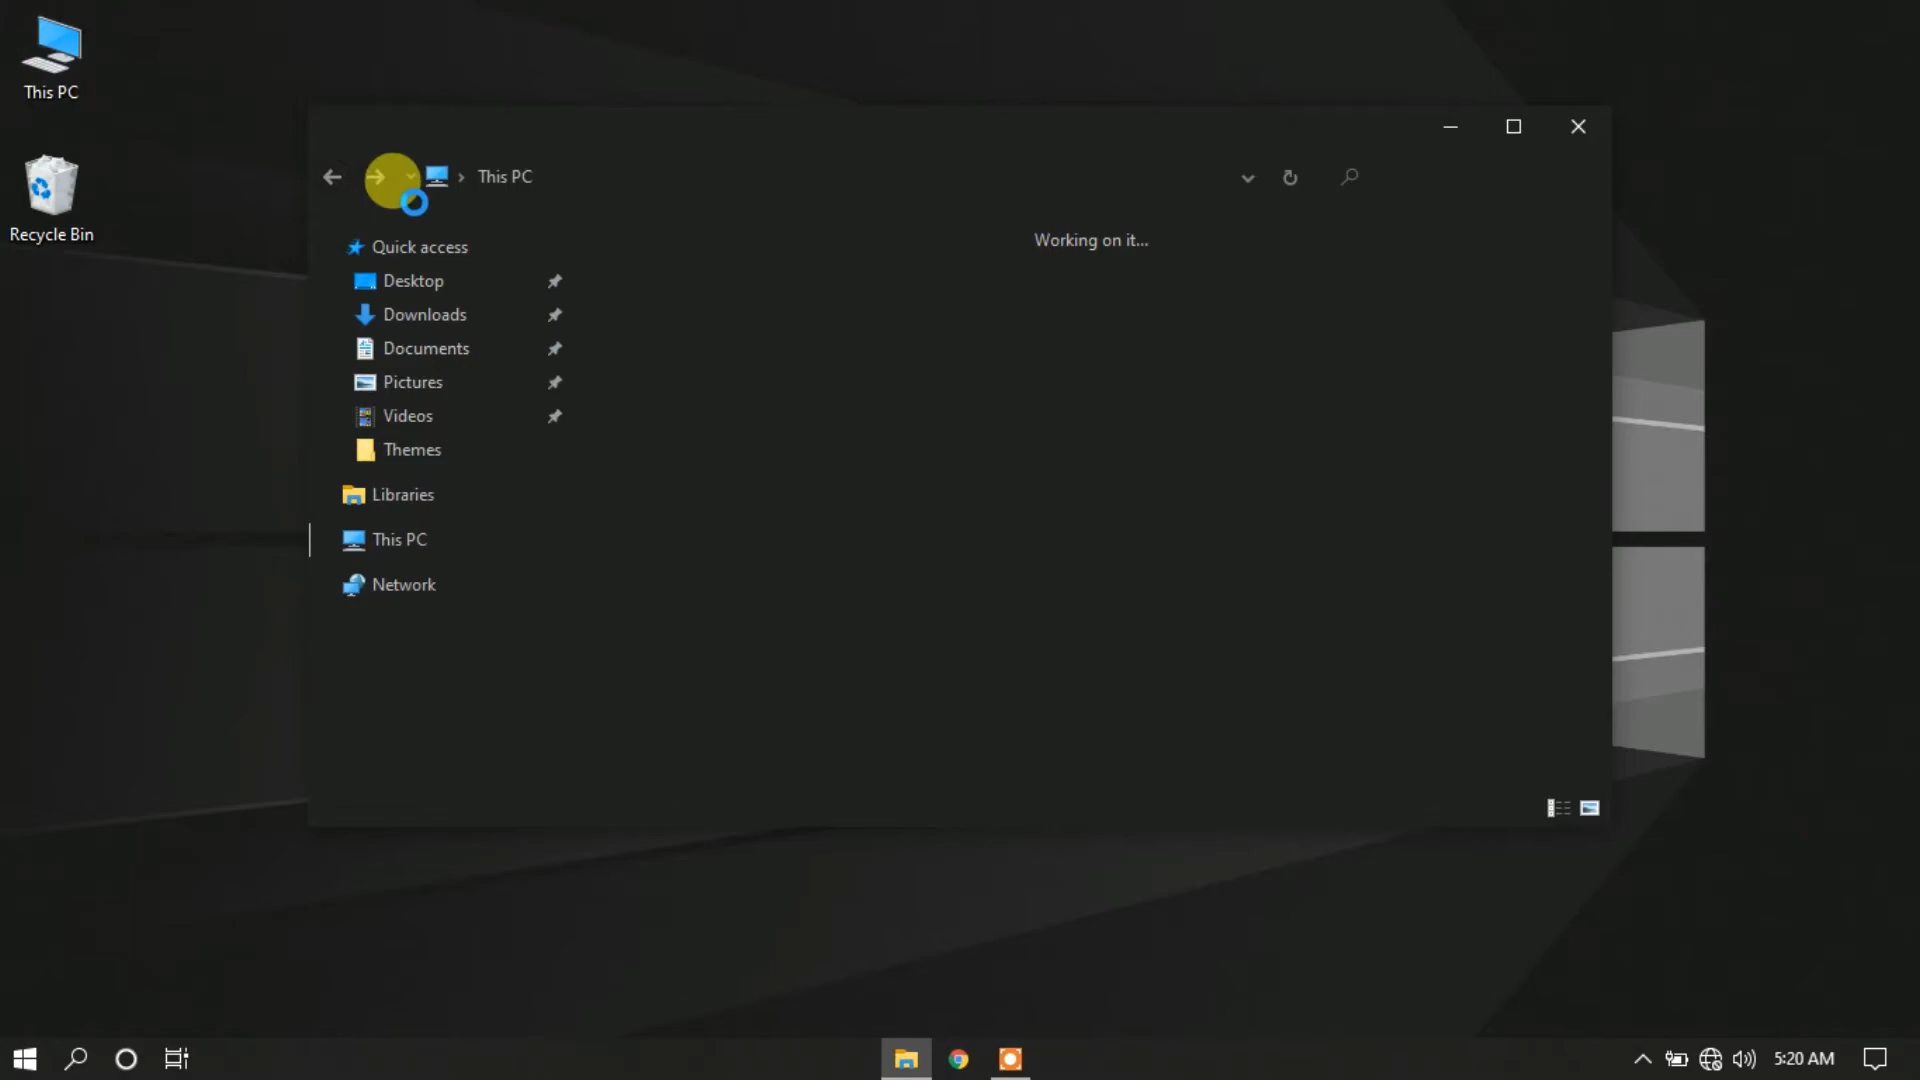 This PC
Recycle Bin
This PC
Working on it...
Quick access
Desktop
Downloads
Documents
Pictures
Videos
Themes
Libraries
This PC
Network
5:20 AM